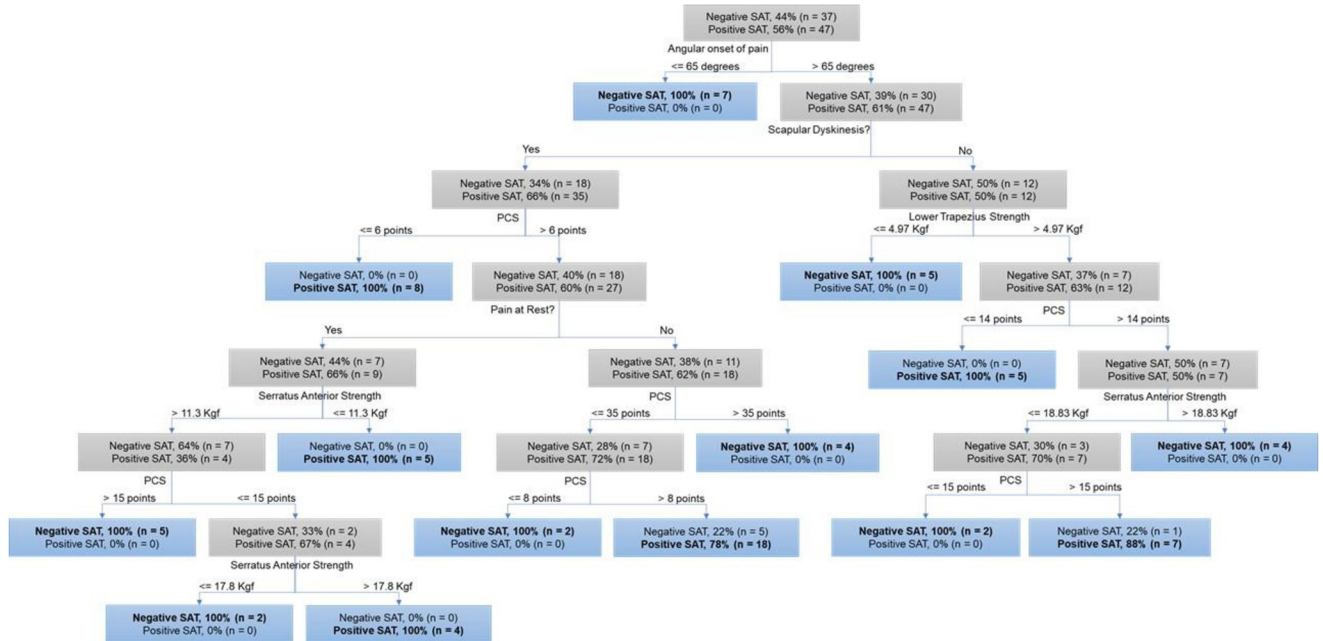 Negative SAT, 44% (n = 37)
Positive SAT, 56% (n = 47)
Angular onset of pain
<= 65 degrees
> 65 degrees
Negative SAT, 100% (n = 7)
Positive SAT, 0% (n = 0)
Negative SAT, 39% (n = 30)
Positive SAT, 61% (n = 47)
Scapular Dyskinesis?
Yes
No
Negative SAT, 34% (n = 18)
Positive SAT, 66% (n = 35)
Negative SAT, 50% (n = 12)
Positive SAT, 50% (n = 12)
PCS
Lower Trapezius Strength
<= 6 points
> 6 points
<= 4.97 Kgf
> 4.97 Kgf
Negative SAT, 0% (n = 0)
Positive SAT, 100% (n = 8)
Negative SAT, 40% (n = 18)
Positive SAT, 60% (n = 27)
Negative SAT, 100% (n = 5)
Positive SAT, 0% (n = 0)
Negative SAT, 37% (n = 7)
Positive SAT, 63% (n = 12)
Pain at Rest?
PCS
Yes
No
<= 14 points
> 14 points
Negative SAT, 44% (n = 7)
Positive SAT, 66% (n = 9)
Negative SAT, 38% (n = 11)
Positive SAT, 62% (n = 18)
Negative SAT, 0% (n = 0)
Positive SAT, 100% (n = 5)
Negative SAT, 50% (n = 7)
Positive SAT, 50% (n = 7)
Serratus Anterior Strength
PCS
Serratus Anterior Strength
> 11.3 Kgf
<= 11.3 Kgf
<= 35 points
> 35 points
<= 18.83 Kgf
> 18.83 Kgf
Negative SAT, 64% (n = 7)
Positive SAT, 36% (n = 4)
Negative SAT, 0% (n = 0)
Positive SAT, 100% (n = 5)
Negative SAT, 28% (n = 7)
Positive SAT, 72% (n = 18)
Negative SAT, 100% (n = 4)
Positive SAT, 0% (n = 0)
Negative SAT, 30% (n = 3)
Positive SAT, 70% (n = 7)
Negative SAT, 100% (n = 4)
Positive SAT, 0% (n = 0)
PCS
PCS
PCS
> 15 points
<= 15 points
<= 8 points
> 8 points
<= 15 points
> 15 points
Negative SAT, 100% (n = 5)
Positive SAT, 0% (n = 0)
Negative SAT, 33% (n = 2)
Positive SAT, 67% (n = 4)
Negative SAT, 100% (n = 2)
Positive SAT, 0% (n = 0)
Negative SAT, 22% (n = 5)
Positive SAT, 78% (n = 18)
Negative SAT, 100% (n = 2)
Positive SAT, 0% (n = 0)
Negative SAT, 22% (n = 1)
Positive SAT, 88% (n = 7)
Serratus Anterior Strength
<= 17.8 Kgf
> 17.8 Kgf
Negative SAT, 100% (n = 2)
Positive SAT, 0% (n = 0)
Negative SAT, 0% (n = 0)
Positive SAT, 100% (n = 4)